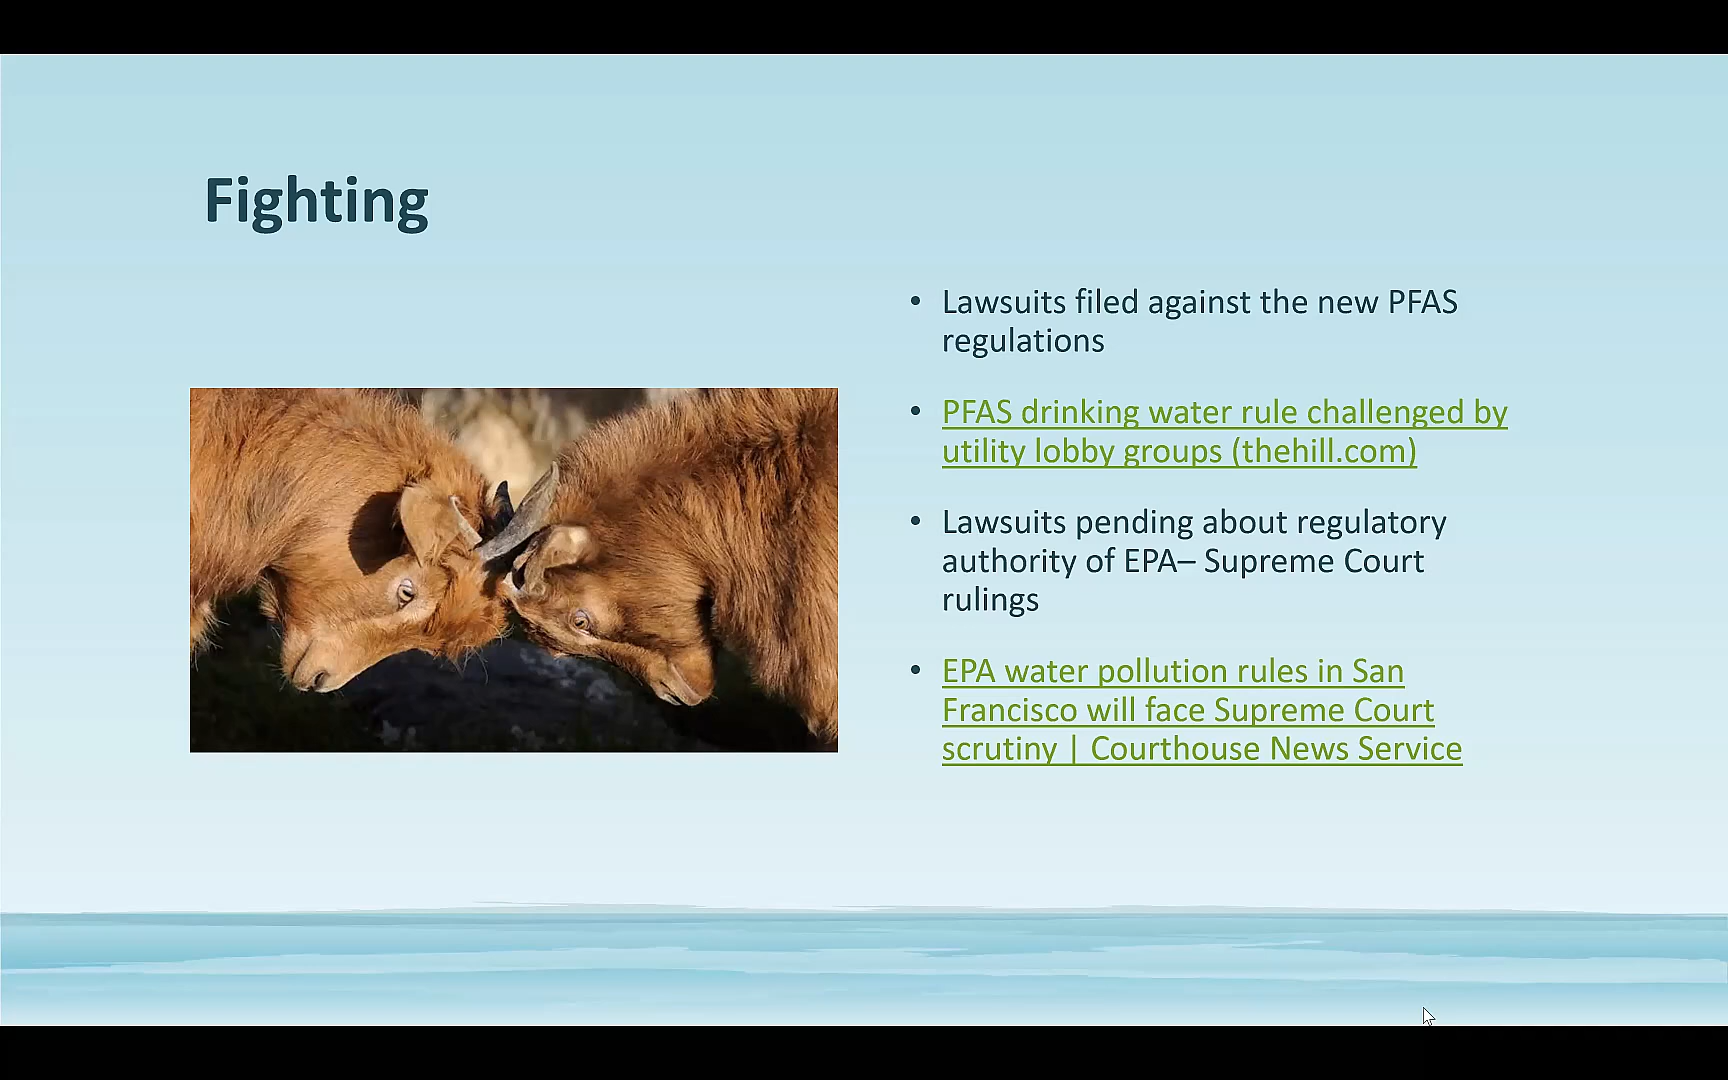 Fighting
• Lawsuits filed against the new PFAS
regulations
• PFAS drinking water rule challenged by
utility lobby groups (thehill.com)
• Lawsuits pending about regulatory
authority of EPA– Supreme Court
rulings
• EPA water pollution rules in San
Francisco will face Supreme Court
scrutiny | Courthouse News Service